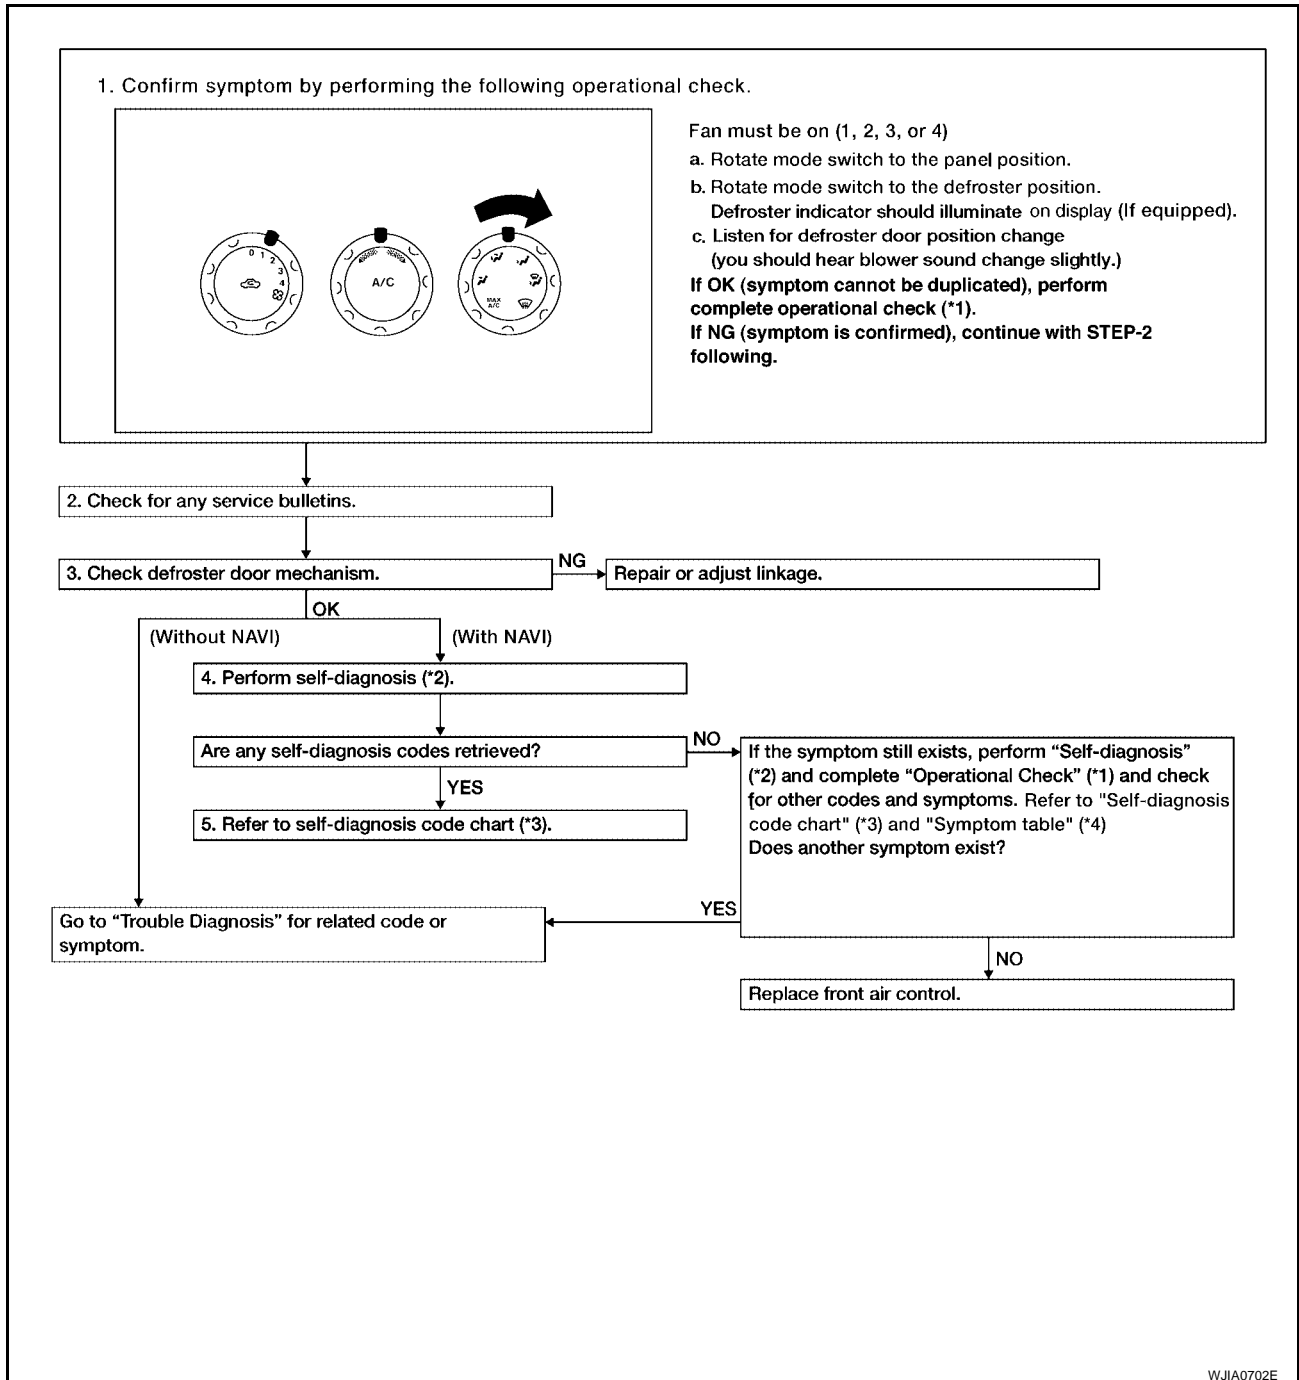 1. Confirm symptom by performing the following operational check.
0 1 2 3 4
A/C
MAX A/C
Fan must be on (1, 2, 3, or 4)
a. Rotate mode switch to the panel position.
b. Rotate mode switch to the defroster position.
Defroster indicator should illuminate on display (If equipped).
c. Listen for defroster door position change
(you should hear blower sound change slightly.)
If OK (symptom cannot be duplicated), perform
complete operational check (*1).
If NG (symptom is confirmed), continue with STEP-2
following.
2. Check for any service bulletins.
3. Check defroster door mechanism.
NG
Repair or adjust linkage.
OK
(Without NAVI)
(With NAVI)
4. Perform self-diagnosis (*2).
Are any self-diagnosis codes retrieved?
NO
If the symptom still exists, perform “Self-diagnosis”
(*2) and complete “Operational Check” (*1) and check
for other codes and symptoms. Refer to "Self-diagnosis
code chart" (*3) and "Symptom table" (*4)
Does another symptom exist?
YES
5. Refer to self-diagnosis code chart (*3).
YES
Go to “Trouble Diagnosis” for related code or
symptom.
NO
Replace front air control.
WJIA0702E